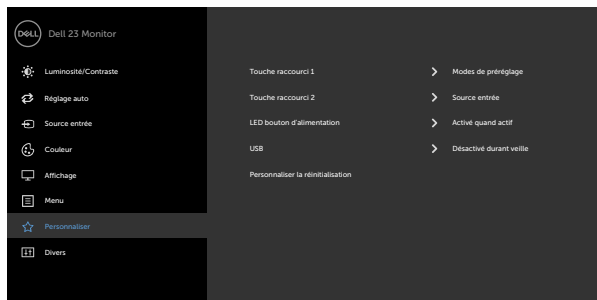 DELL Dell 23 Monitor
Luminosité/Contraste
Réglage auto
Source entrée
Couleur
Affichage
Menu
Personnaliser
Divers
Touche raccourci 1 Modes de préréglage
Touche raccourci 2 Source entrée
LED bouton d'alimentation Activé quand actif
USB Désactivé durant veille
Personnaliser la réinitialisation